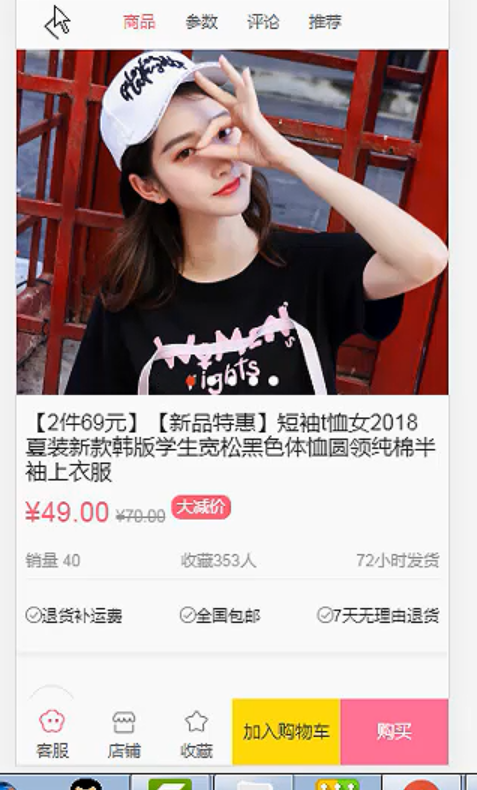 商品 参数 评论 推荐
WOMEN's
rights
【2件69元】【新品特惠】短袖t恤女2018
夏装新款韩版学生宽松黑色体恤圆领纯棉半
袖上衣服
¥49.00 ¥70.00 大减价
销量 40 收藏353人 72小时发货
退货补运费 全国包邮 7天无理由退货
客服 店铺 收藏 加入购物车 购买